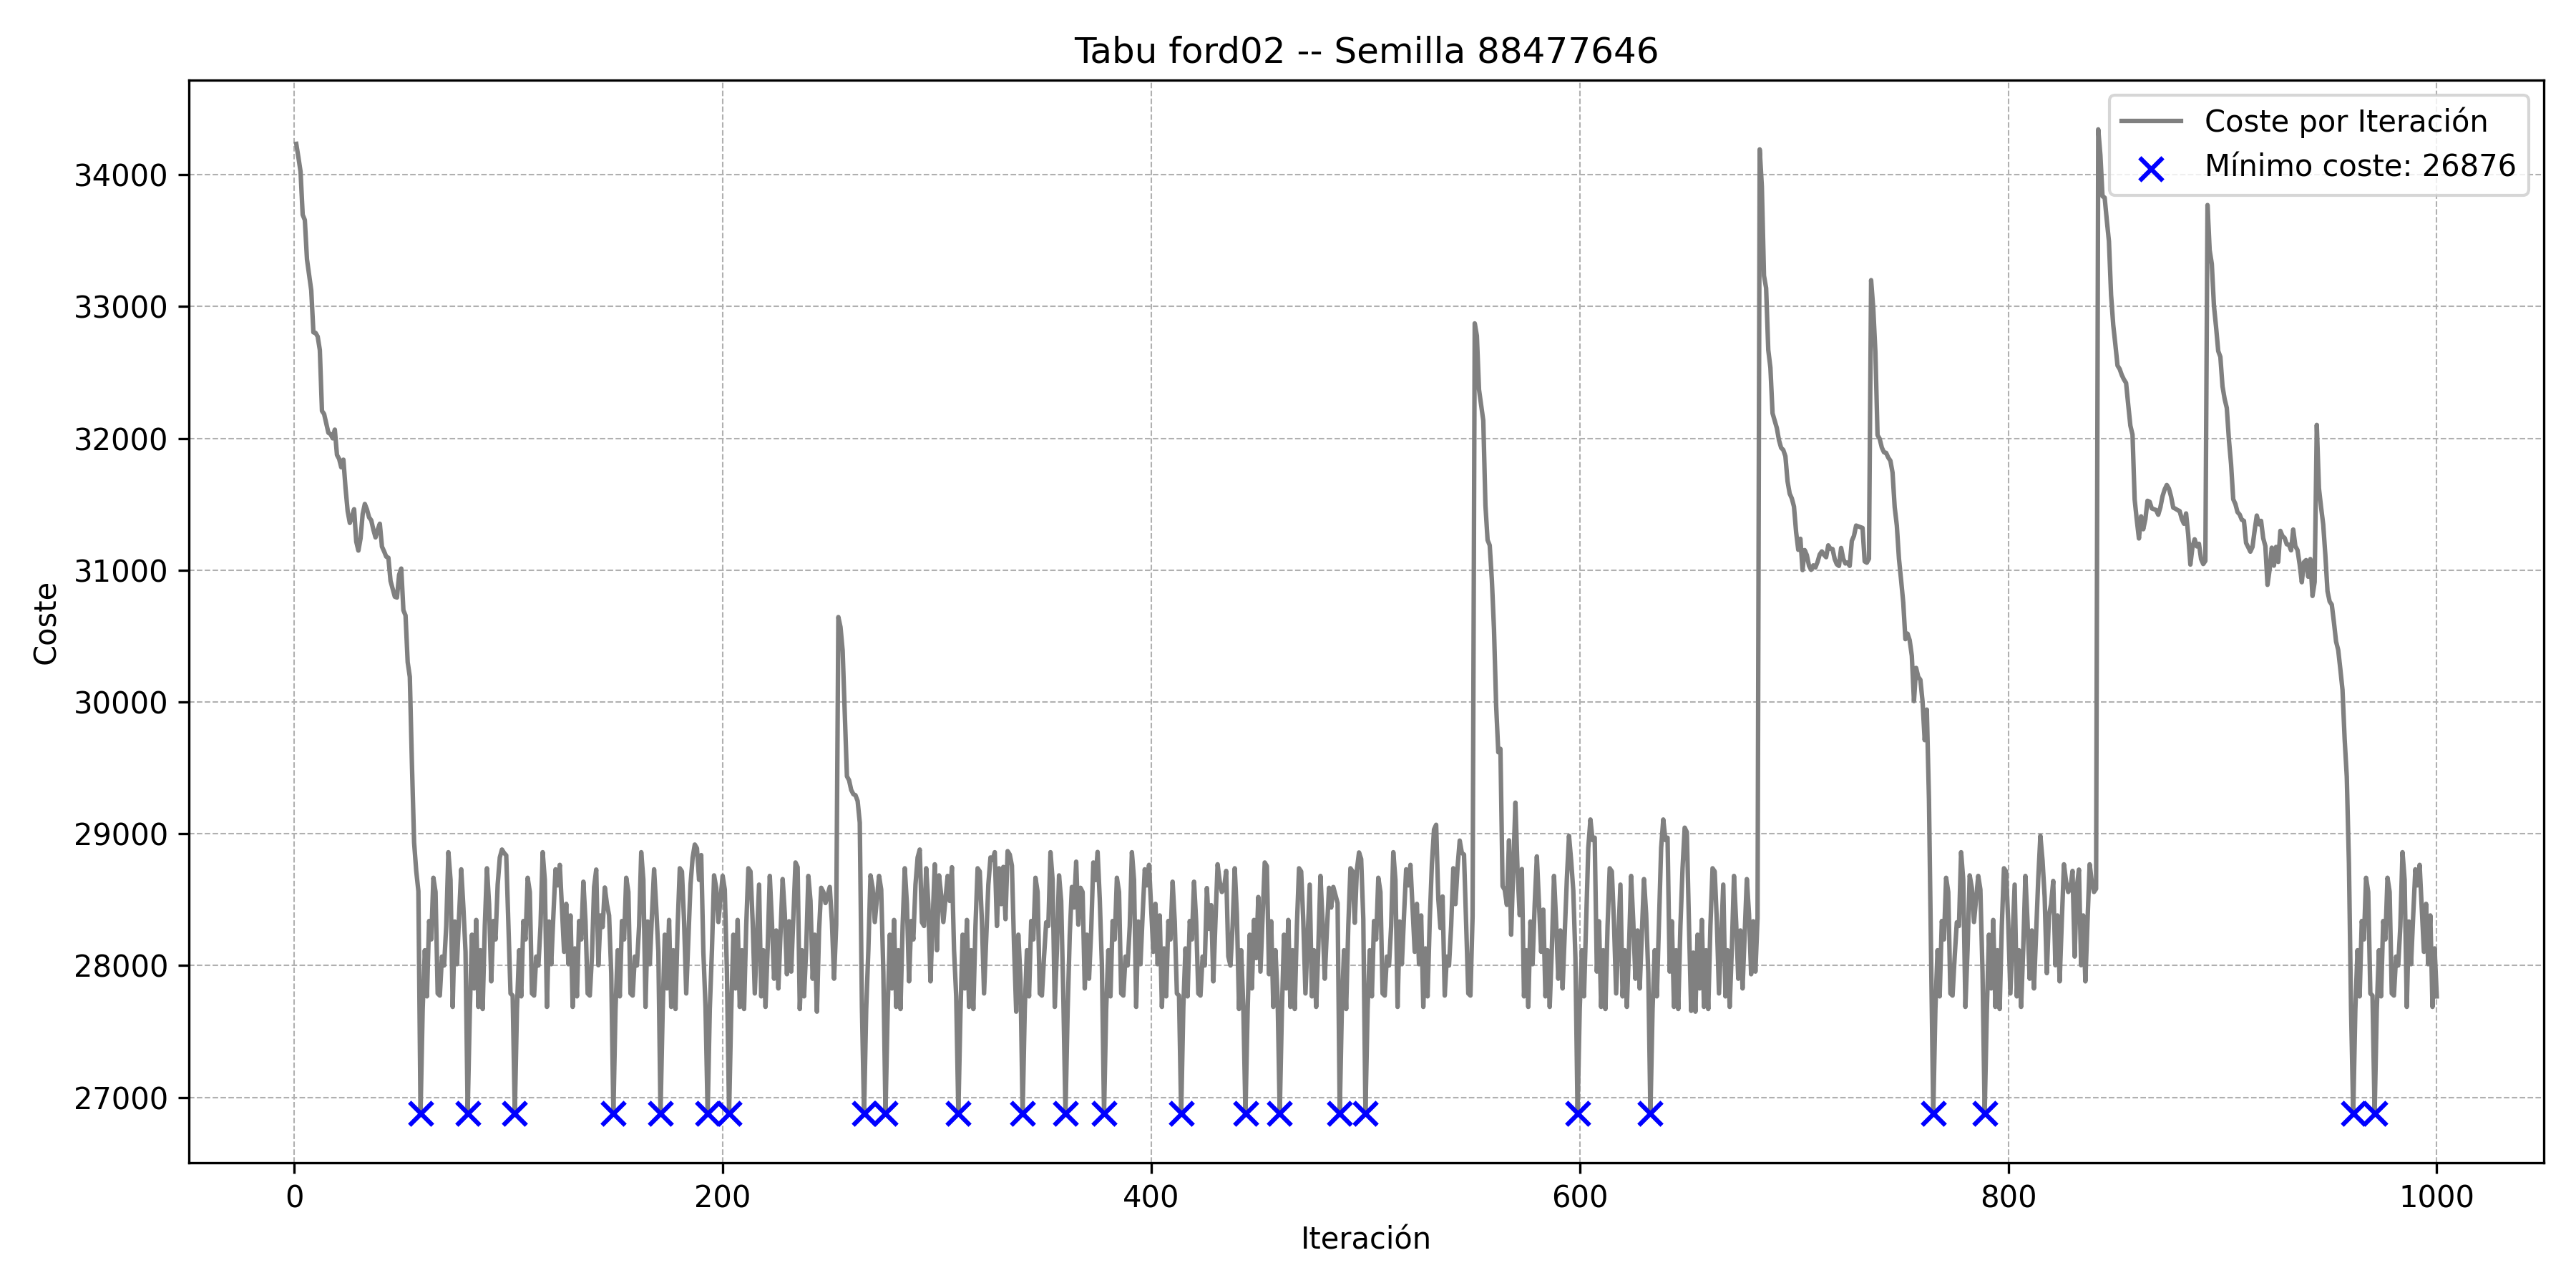 Tabu ford02 -- Semilla 88477646
Coste por Iteración
Mínimo coste: 26876
34000
33000
32000
31000
30000
29000
28000
27000
Coste
0
200
400
600
800
1000
Iteración